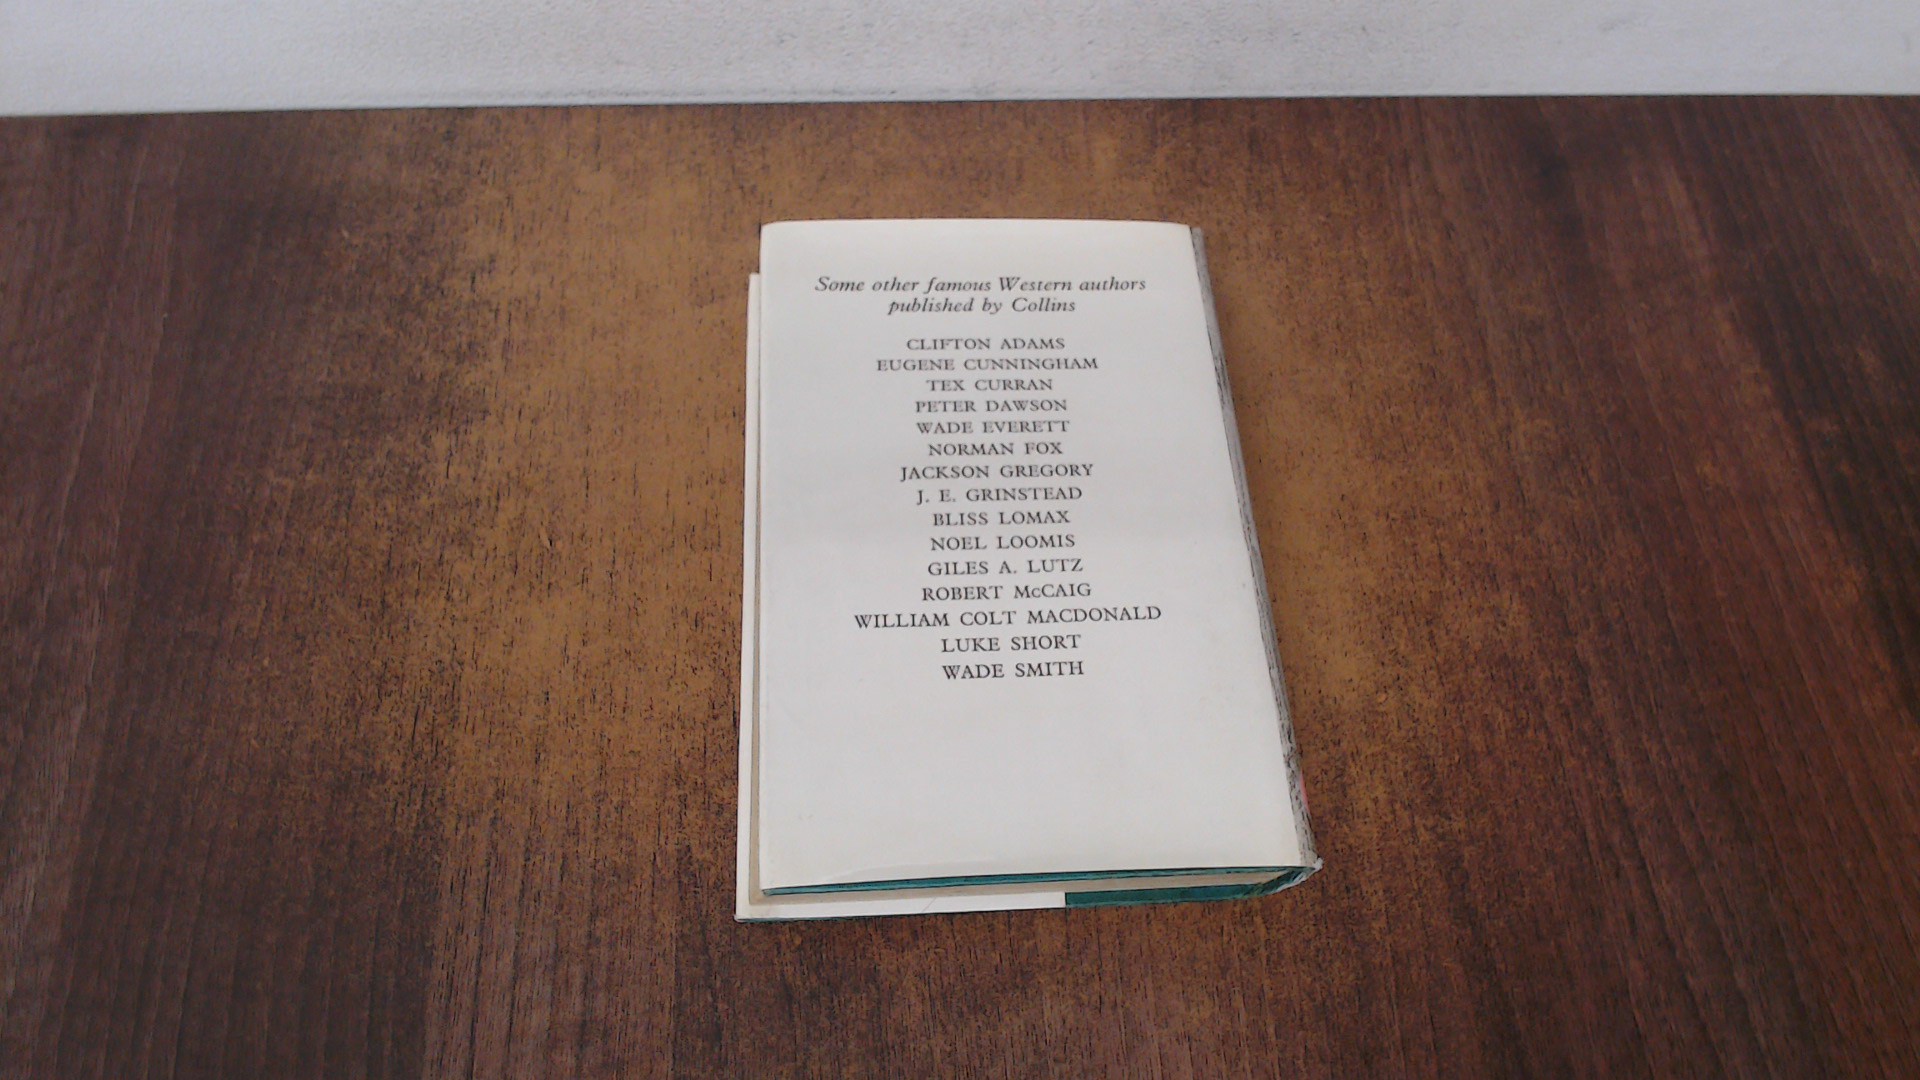 Some other famous Western authors
published by Collins
CLIFTON ADAMS
EUGENE CUNNINGHAM
TEX CURRAN
PETER DAWSON
WADE EVERETT
NORMAN FOX
JACKSON GREGORY
J. E. GRINSTEAD
BLISS LOMAX
NOEL LOOMIS
GILES A. LUTZ
ROBERT McCAIG
WILLIAM COLT MACDONALD
LUKE SHORT
WADE SMITH